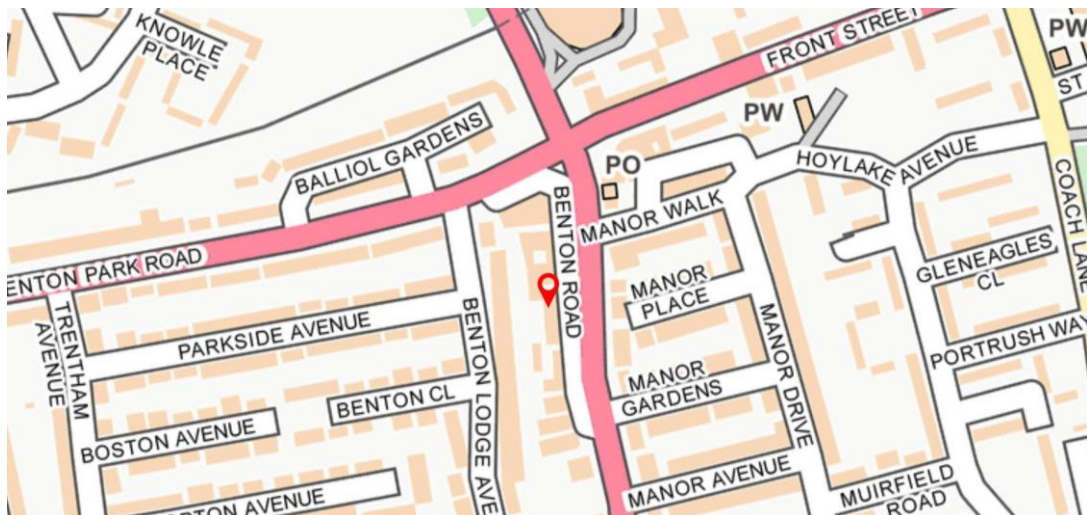 KNOWLE
PLACE
FRONT STREET
PW
ST
PW
BALLIOL GARDENS
PO
HOYLAKE AVENUE
BENTON ROAD
MANOR WALK
COACH LANE
ENTON PARK ROAD
GLENEAGLES
CL
MANOR
PLACE
TRENTHAM
AVENUE
PARKSIDE AVENUE
BENTON LODGE AVE
MANOR DRIVE
PORTRUSH WAY
BENTON CL
MANOR
GARDENS
BOSTON AVENUE
MANOR AVENUE
MUIRFIELD
ROAD
AVENUE